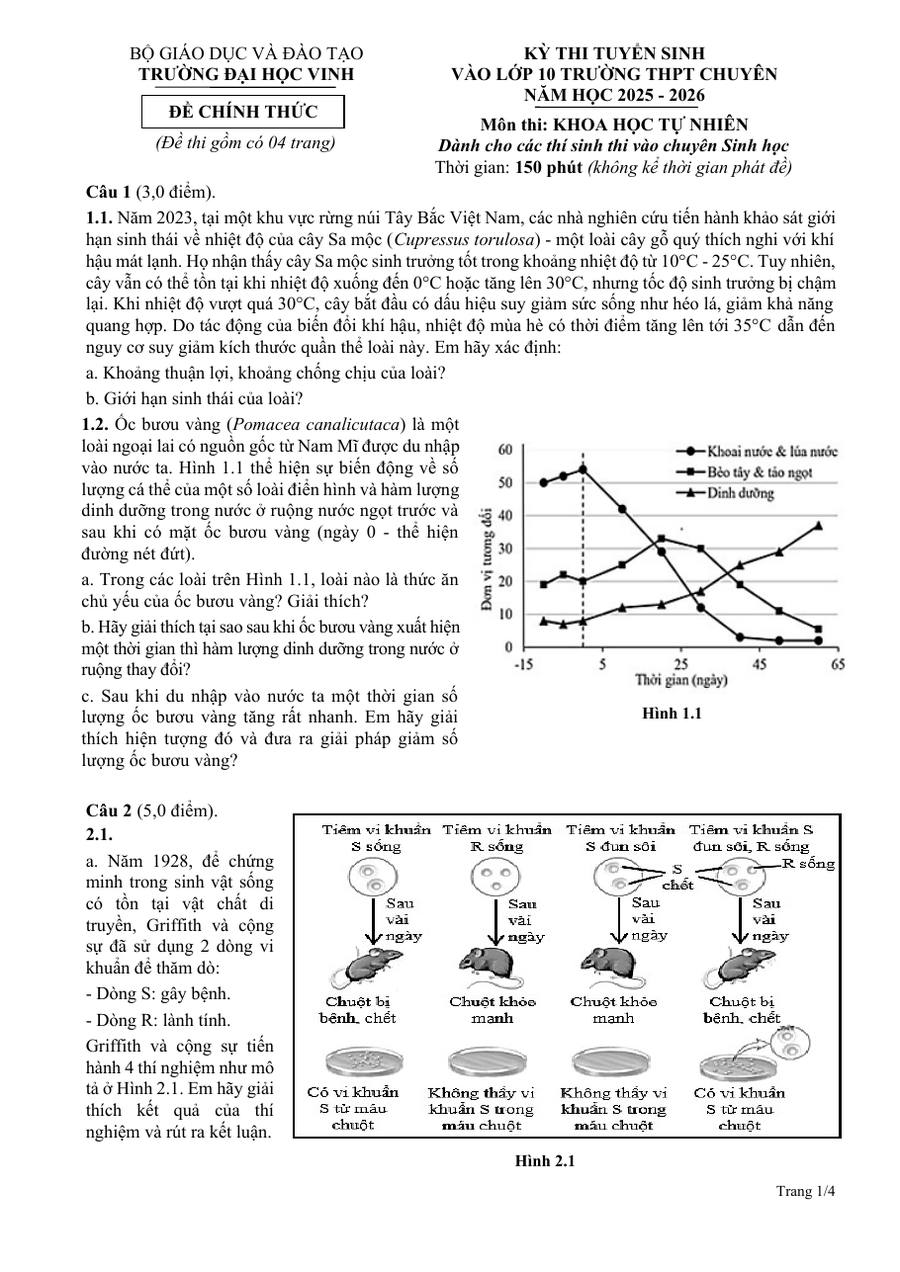 BỘ GIÁO DỤC VÀ ĐÀO TẠO
TRƯỜNG ĐẠI HỌC VINH
ĐỀ CHÍNH THỨC
(Đề thi gồm có 04 trang)
KỲ THI TUYỂN SINH
VÀO LỚP 10 TRƯỜNG THPT CHUYÊN
NĂM HỌC 2025 - 2026
Môn thi: KHOA HỌC TỰ NHIÊN
Dành cho các thí sinh thi vào chuyên Sinh học
Thời gian: 150 phút (không kể thời gian phát đề)
Câu 1 (3,0 điểm).
1.1. Năm 2023, tại một khu vực rừng núi Tây Bắc Việt Nam, các nhà nghiên cứu tiến hành khảo sát giới
hạn sinh thái về nhiệt độ của cây Sa mộc (Cupressus torulosa) - một loài cây gỗ quý thích nghi với khí
hậu mát lạnh. Họ nhận thấy cây Sa mộc sinh trưởng tốt trong khoảng nhiệt độ từ 10°C - 25°C. Tuy nhiên,
cây vẫn có thể tồn tại khi nhiệt độ xuống đến 0°C hoặc tăng lên 30°C, nhưng tốc độ sinh trưởng bị chậm
lại. Khi nhiệt độ vượt quá 30°C, cây bắt đầu có dấu hiệu suy giảm sức sống như héo lá, giảm khả năng
quang hợp. Do tác động của biến đổi khí hậu, nhiệt độ mùa hè có thời điểm tăng lên tới 35°C dẫn đến
nguy cơ suy giảm kích thước quần thể loài này. Em hãy xác định:
a. Khoảng thuận lợi, khoảng chống chịu của loài?
b. Giới hạn sinh thái của loài?
1.2. Ốc bươu vàng (Pomacea canalicutaca) là một
loài ngoại lai có nguồn gốc từ Nam Mĩ được du nhập
vào nước ta. Hình 1.1 thể hiện sự biến động về số
lượng cá thể của một số loài điển hình và hàm lượng
dinh dưỡng trong nước ở ruộng nước ngọt trước và
sau khi có mặt ốc bươu vàng (ngày 0 - thể hiện
đường nét đứt).
a. Trong các loài trên Hình 1.1, loài nào là thức ăn
chủ yếu của ốc bươu vàng? Giải thích?
b. Hãy giải thích tại sao sau khi ốc bươu vàng xuất hiện
một thời gian thì hàm lượng dinh dưỡng trong nước ở
ruộng thay đổi?
c. Sau khi du nhập vào nước ta một thời gian số
lượng ốc bươu vàng tăng rất nhanh. Em hãy giải
thích hiện tượng đó và đưa ra giải pháp giảm số
lượng ốc bươu vàng?
Đơn vị tương đối
60
50
40
30
20
10
0
-15 5 25 45 65
Thời gian (ngày)
Khoai nước & lúa nước
Bèo tây & tảo ngọt
Dinh dưỡng
Hình 1.1
Câu 2 (5,0 điểm).
2.1.
a. Năm 1928, để chứng
minh trong sinh vật sống
có tồn tại vật chất di
truyền, Griffith và cộng
sự đã sử dụng 2 dòng vi
khuẩn để thăm dò:
- Dòng S: gây bệnh.
- Dòng R: lành tính.
Griffith và cộng sự tiến
hành 4 thí nghiệm như mô
tả ở Hình 2.1. Em hãy giải
thích kết quả của thí
nghiệm và rút ra kết luận.
Tiêm vi khuẩn Tiêm vi khuẩn Tiêm vi khuẩn Tiêm vi khuẩn S
S sống R sống S đun sôi đun sôi, R sống
R sống
S
chết
Sau Sau Sau Sau
vài vài vài vài
ngày ngày ngày ngày
Chuột bị Chuột khỏe Chuột khỏe Chuột bị
bệnh, chết mạnh mạnh bệnh, chết
Có vi khuẩn Không thấy vi Không thấy vi Có vi khuẩn
S từ máu khuẩn S trong khuẩn S trong S từ máu
chuột máu chuột máu chuột chuột
Hình 2.1
Trang 1/4